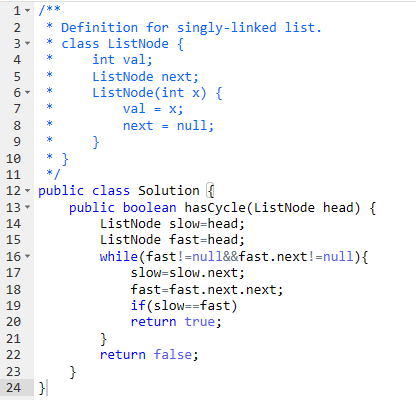 1 /**
2  * Definition for singly-linked list.
3  * class ListNode {
4  *     int val;
5  *     ListNode next;
6  *     ListNode(int x) {
7  *         val = x;
8  *         next = null;
9  *     }
10  * }
11  */
12 public class Solution {
13     public boolean hasCycle(ListNode head) {
14         ListNode slow=head;
15         ListNode fast=head;
16         while(fast!=null&&fast.next!=null){
17             slow=slow.next;
18             fast=fast.next.next;
19             if(slow==fast)
20             return true;
21         }
22         return false;
23     }
24 }